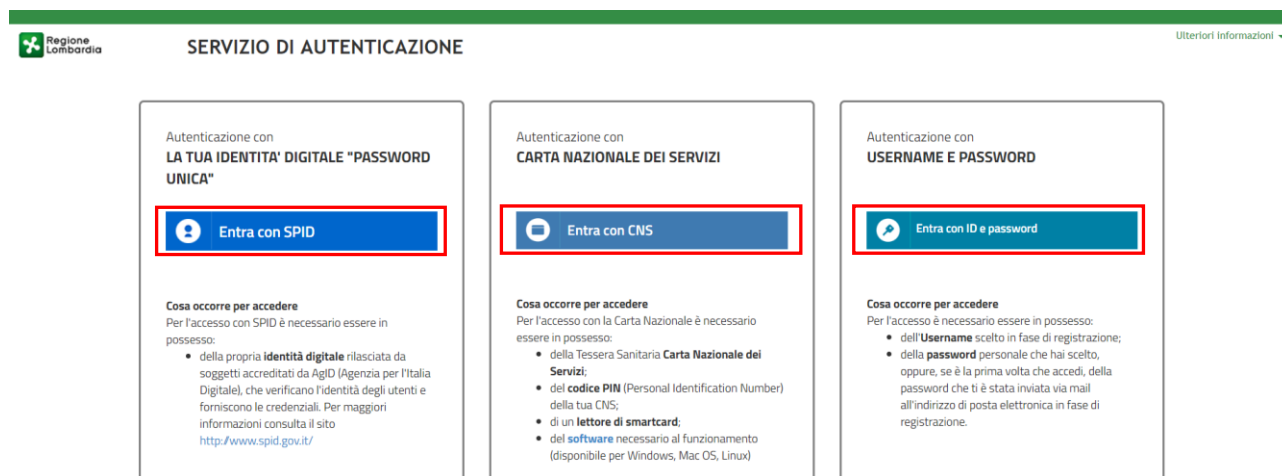 Regione
Lombardia
SERVIZIO DI AUTENTICAZIONE
Ulteriori informazioni
Autenticazione con
LA TUA IDENTITA' DIGITALE "PASSWORD
UNICA"
Entra con SPID
Cosa occorre per accedere
Per l'accesso con SPID è necessario essere in
possesso:
• della propria identità digitale rilasciata da
soggetti accreditati da AgID (Agenzia per l'Italia
Digitale), che verificano l'identità degli utenti e
forniscono le credenziali. Per maggiori
informazioni consulta il sito
http://www.spid.gov.it/
Autenticazione con
CARTA NAZIONALE DEI SERVIZI
Entra con CNS
Cosa occorre per accedere
Per l'accesso con la Carta Nazionale è necessario
essere in possesso:
• della Tessera Sanitaria Carta Nazionale dei
Servizi;
• del codice PIN (Personal Identification Number)
della tua CNS;
• di un lettore di smartcard;
• del software necessario al funzionamento
(disponibile per Windows, Mac OS, Linux)
Autenticazione con
USERNAME E PASSWORD
Entra con ID e password
Cosa occorre per accedere
Per l'accesso è necessario essere in possesso:
• dell'Username scelto in fase di registrazione;
• della password personale che hai scelto,
oppure, se è la prima volta che accedi, della
password che ti è stata inviata via mail
all'indirizzo di posta elettronica in fase di
registrazione.